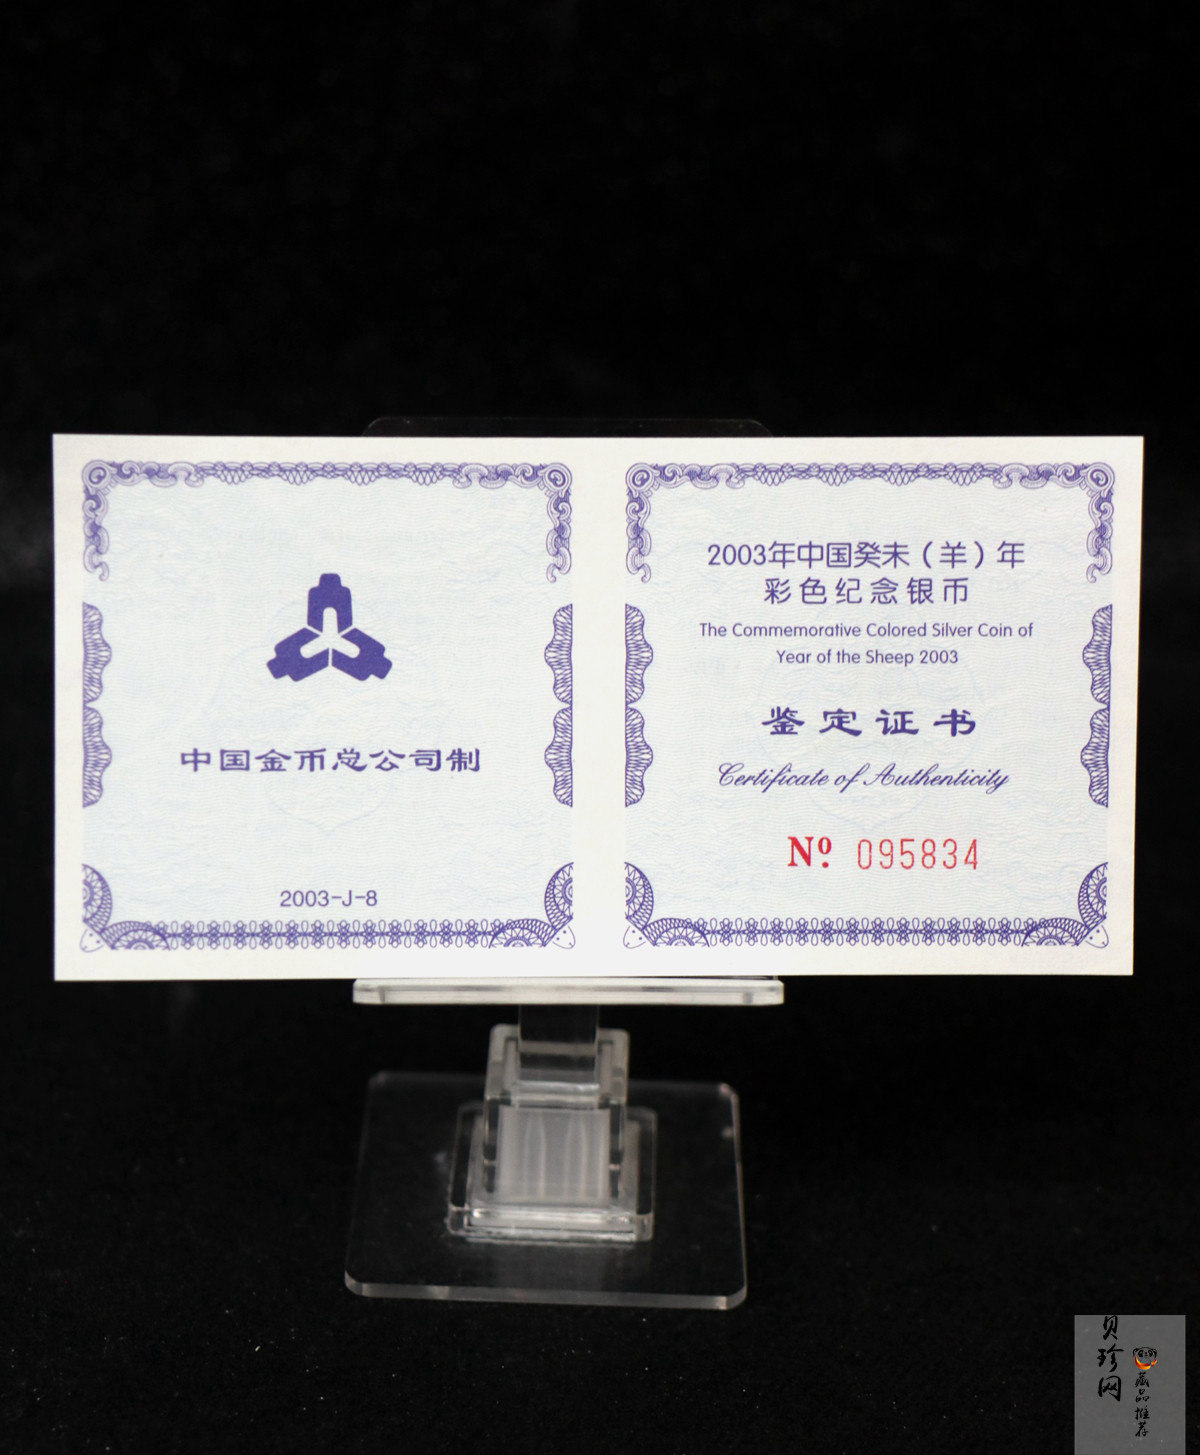 中国金币总公司制
2003-J-8
2003年中国癸未（羊）年
彩色纪念银币
The Commemorative Colored Silver Coin of
Year of the Sheep 2003
鉴定证书
Certificate of Authenticity
Nº 095834
贝珍网
藏品推荐